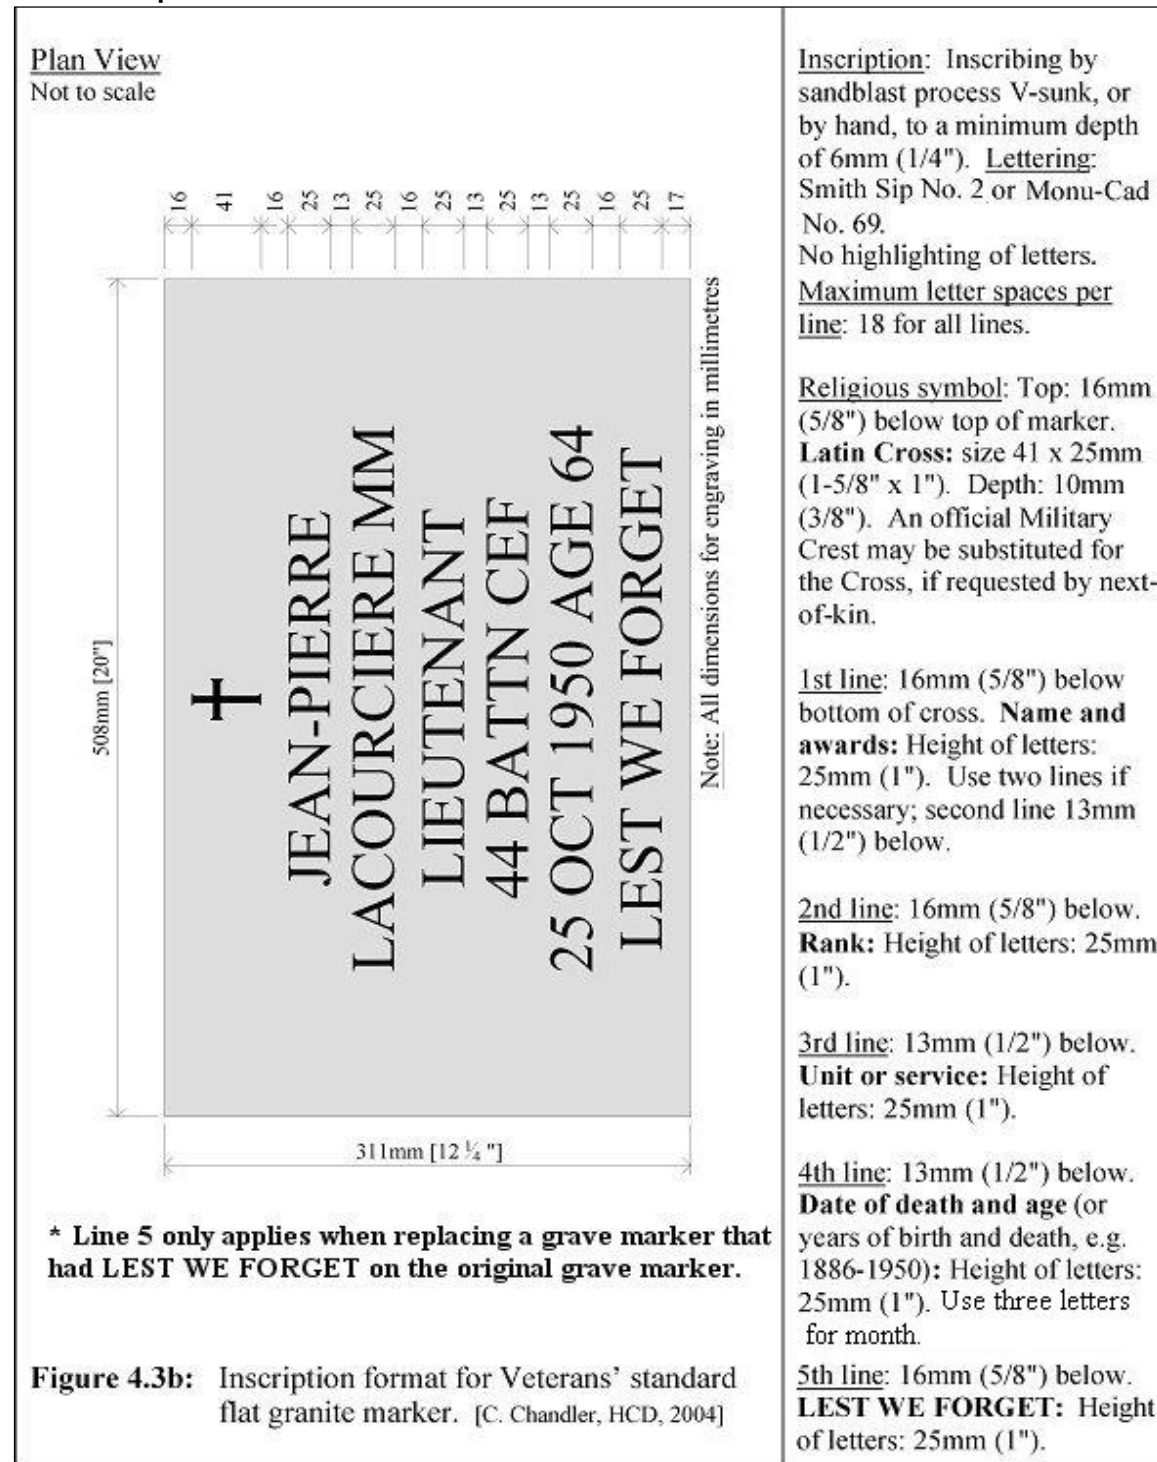 Plan View
Not to scale
16
41
16
25
13
25
16
25
13
25
13
25
16
25
17
508mm [20"]
✝
JEAN-PIERRE
LACOURCIERE MM
LIEUTENANT
44 BATTN CEF
25 OCT 1950 AGE 64
LEST WE FORGET
Note: All dimensions for engraving in millimetres
311mm [12 ¼ "]
* Line 5 only applies when replacing a grave marker that
had LEST WE FORGET on the original grave marker.
Figure 4.3b: Inscription format for Veterans' standard
flat granite marker. [C. Chandler, HCD, 2004]
Inscription: Inscribing by
sandblast process V-sunk, or
by hand, to a minimum depth
of 6mm (1/4"). Lettering:
Smith Sip No. 2 or Monu-Cad
No. 69.
No highlighting of letters.
Maximum letter spaces per
line: 18 for all lines.
Religious symbol: Top: 16mm
(5/8") below top of marker.
Latin Cross: size 41 x 25mm
(1-5/8" x 1"). Depth: 10mm
(3/8"). An official Military
Crest may be substituted for
the Cross, if requested by next-
of-kin.
1st line: 16mm (5/8") below
bottom of cross. Name and
awards: Height of letters:
25mm (1"). Use two lines if
necessary; second line 13mm
(1/2") below.
2nd line: 16mm (5/8") below.
Rank: Height of letters: 25mm
(1").
3rd line: 13mm (1/2") below.
Unit or service: Height of
letters: 25mm (1").
4th line: 13mm (1/2") below.
Date of death and age (or
years of birth and death, e.g.
1886-1950): Height of letters:
25mm (1"). Use three letters
for month.
5th line: 16mm (5/8") below.
LEST WE FORGET: Height
of letters: 25mm (1").